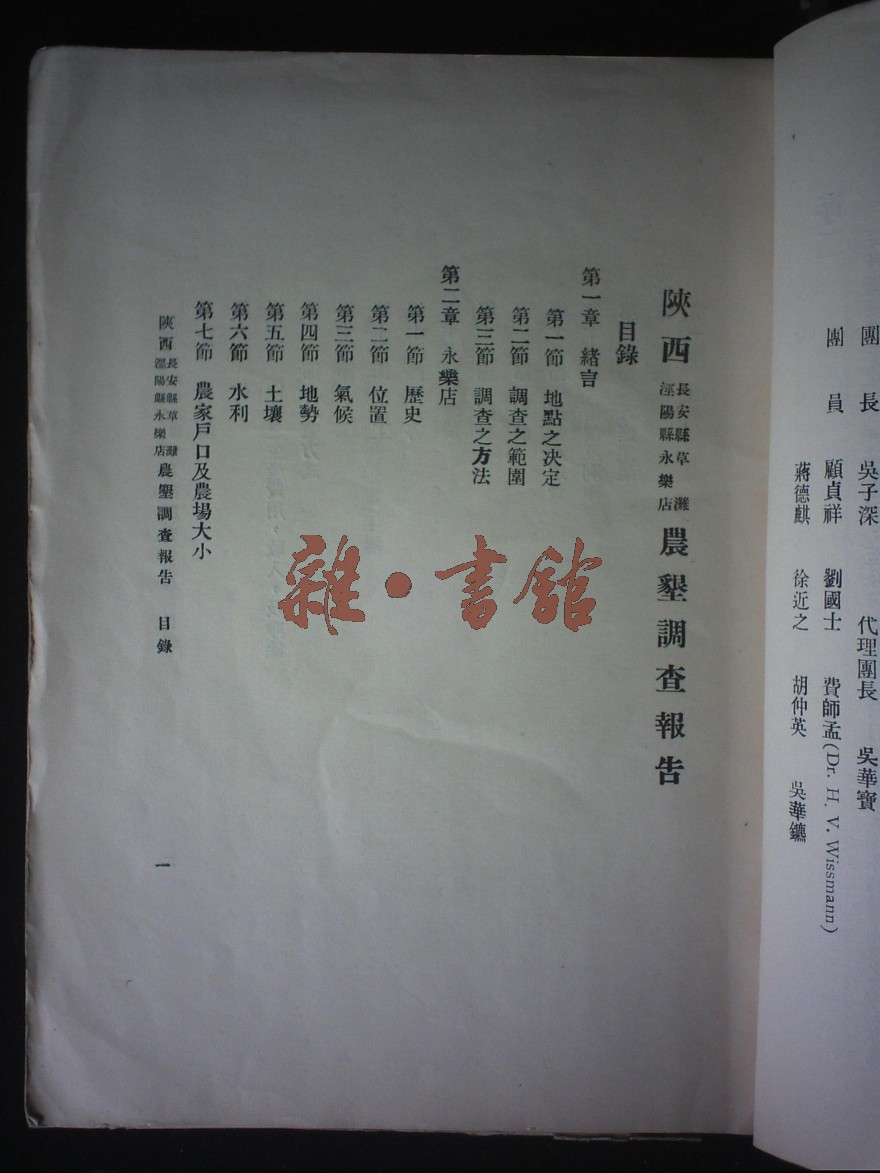 團　長　吳子深　代理團長　吳華寶
團　員　顧貞祥　劉國士　費師孟(Dr. H. V. Wissmann)
蔣德麒　徐近之　胡仲英　吳華鑣
陝西長安縣草灘涇陽縣永樂店農墾調查報告
目錄
第一章　緒言
第一節　地點之決定
第二節　調查之範圍
第三節　調查之方法
第二章　永樂店
第一節　歷史
第二節　位置
第三節　氣候
第四節　地勢
第五節　土壤
第六節　水利
第七節　農家戶口及農場大小
陝西長安縣草灘涇陽縣永樂店農墾調查報告　目錄
一
雜·書館